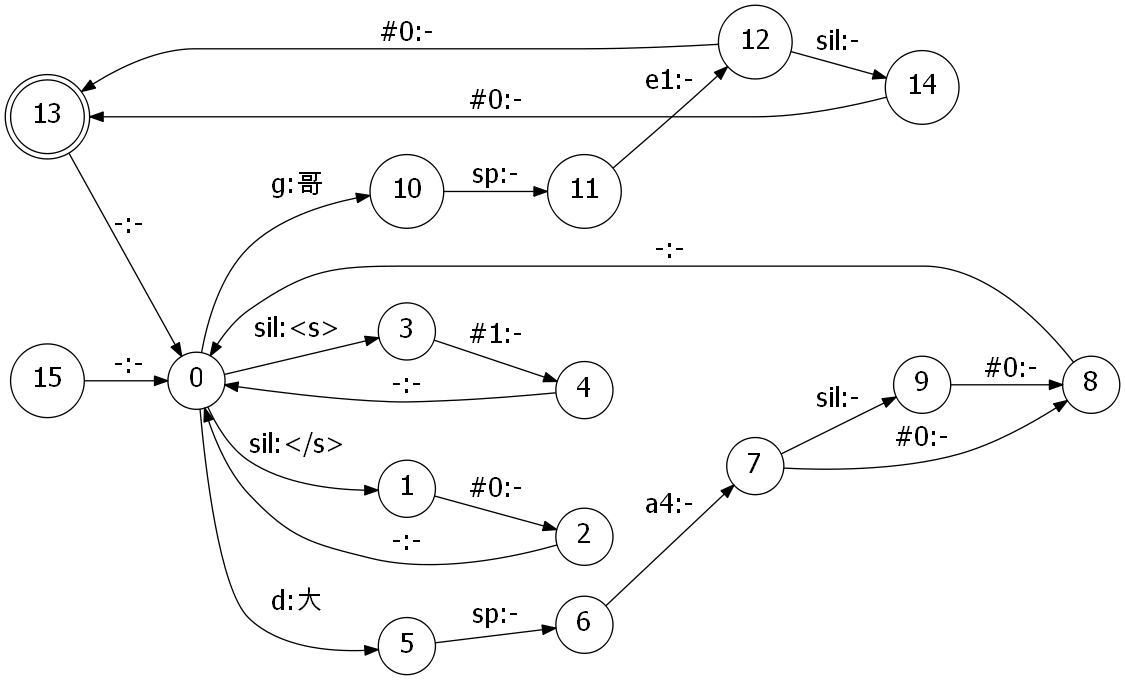 #0:-
12
sil:-
14
e1:-
#0:-
13
g:哥
10
sp:-
11
-:-
-:-
sil:<s>
3
#1:-
15
-:-
0
-:-
4
9
#0:-
8
sil:-
sil:</s>
#0:-
7
1
#0:-
a4:-
-:-
2
d:大
5
sp:-
6